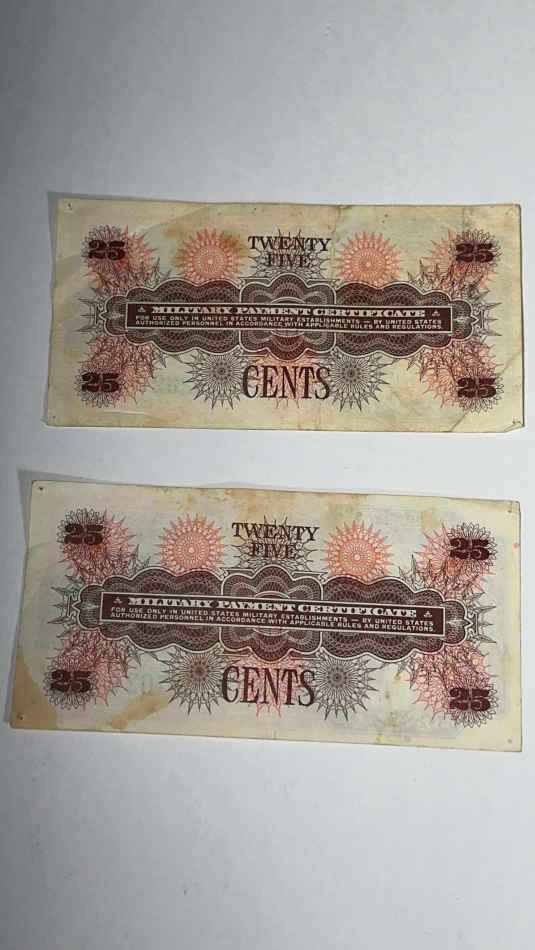 25 TWENTY 25
FIVE
MILITARY PAYMENT CERTIFICATE
FOR USE ONLY IN UNITED STATES MILITARY ESTABLISHMENTS — BY UNITED STATES
AUTHORIZED PERSONNEL IN ACCORDANCE WITH APPLICABLE RULES AND REGULATIONS.
25 CENTS 25
25 TWENTY 25
FIVE
MILITARY PAYMENT CERTIFICATE
FOR USE ONLY IN UNITED STATES MILITARY ESTABLISHMENTS — BY UNITED STATES
AUTHORIZED PERSONNEL IN ACCORDANCE WITH APPLICABLE RULES AND REGULATIONS.
25 CENTS 25